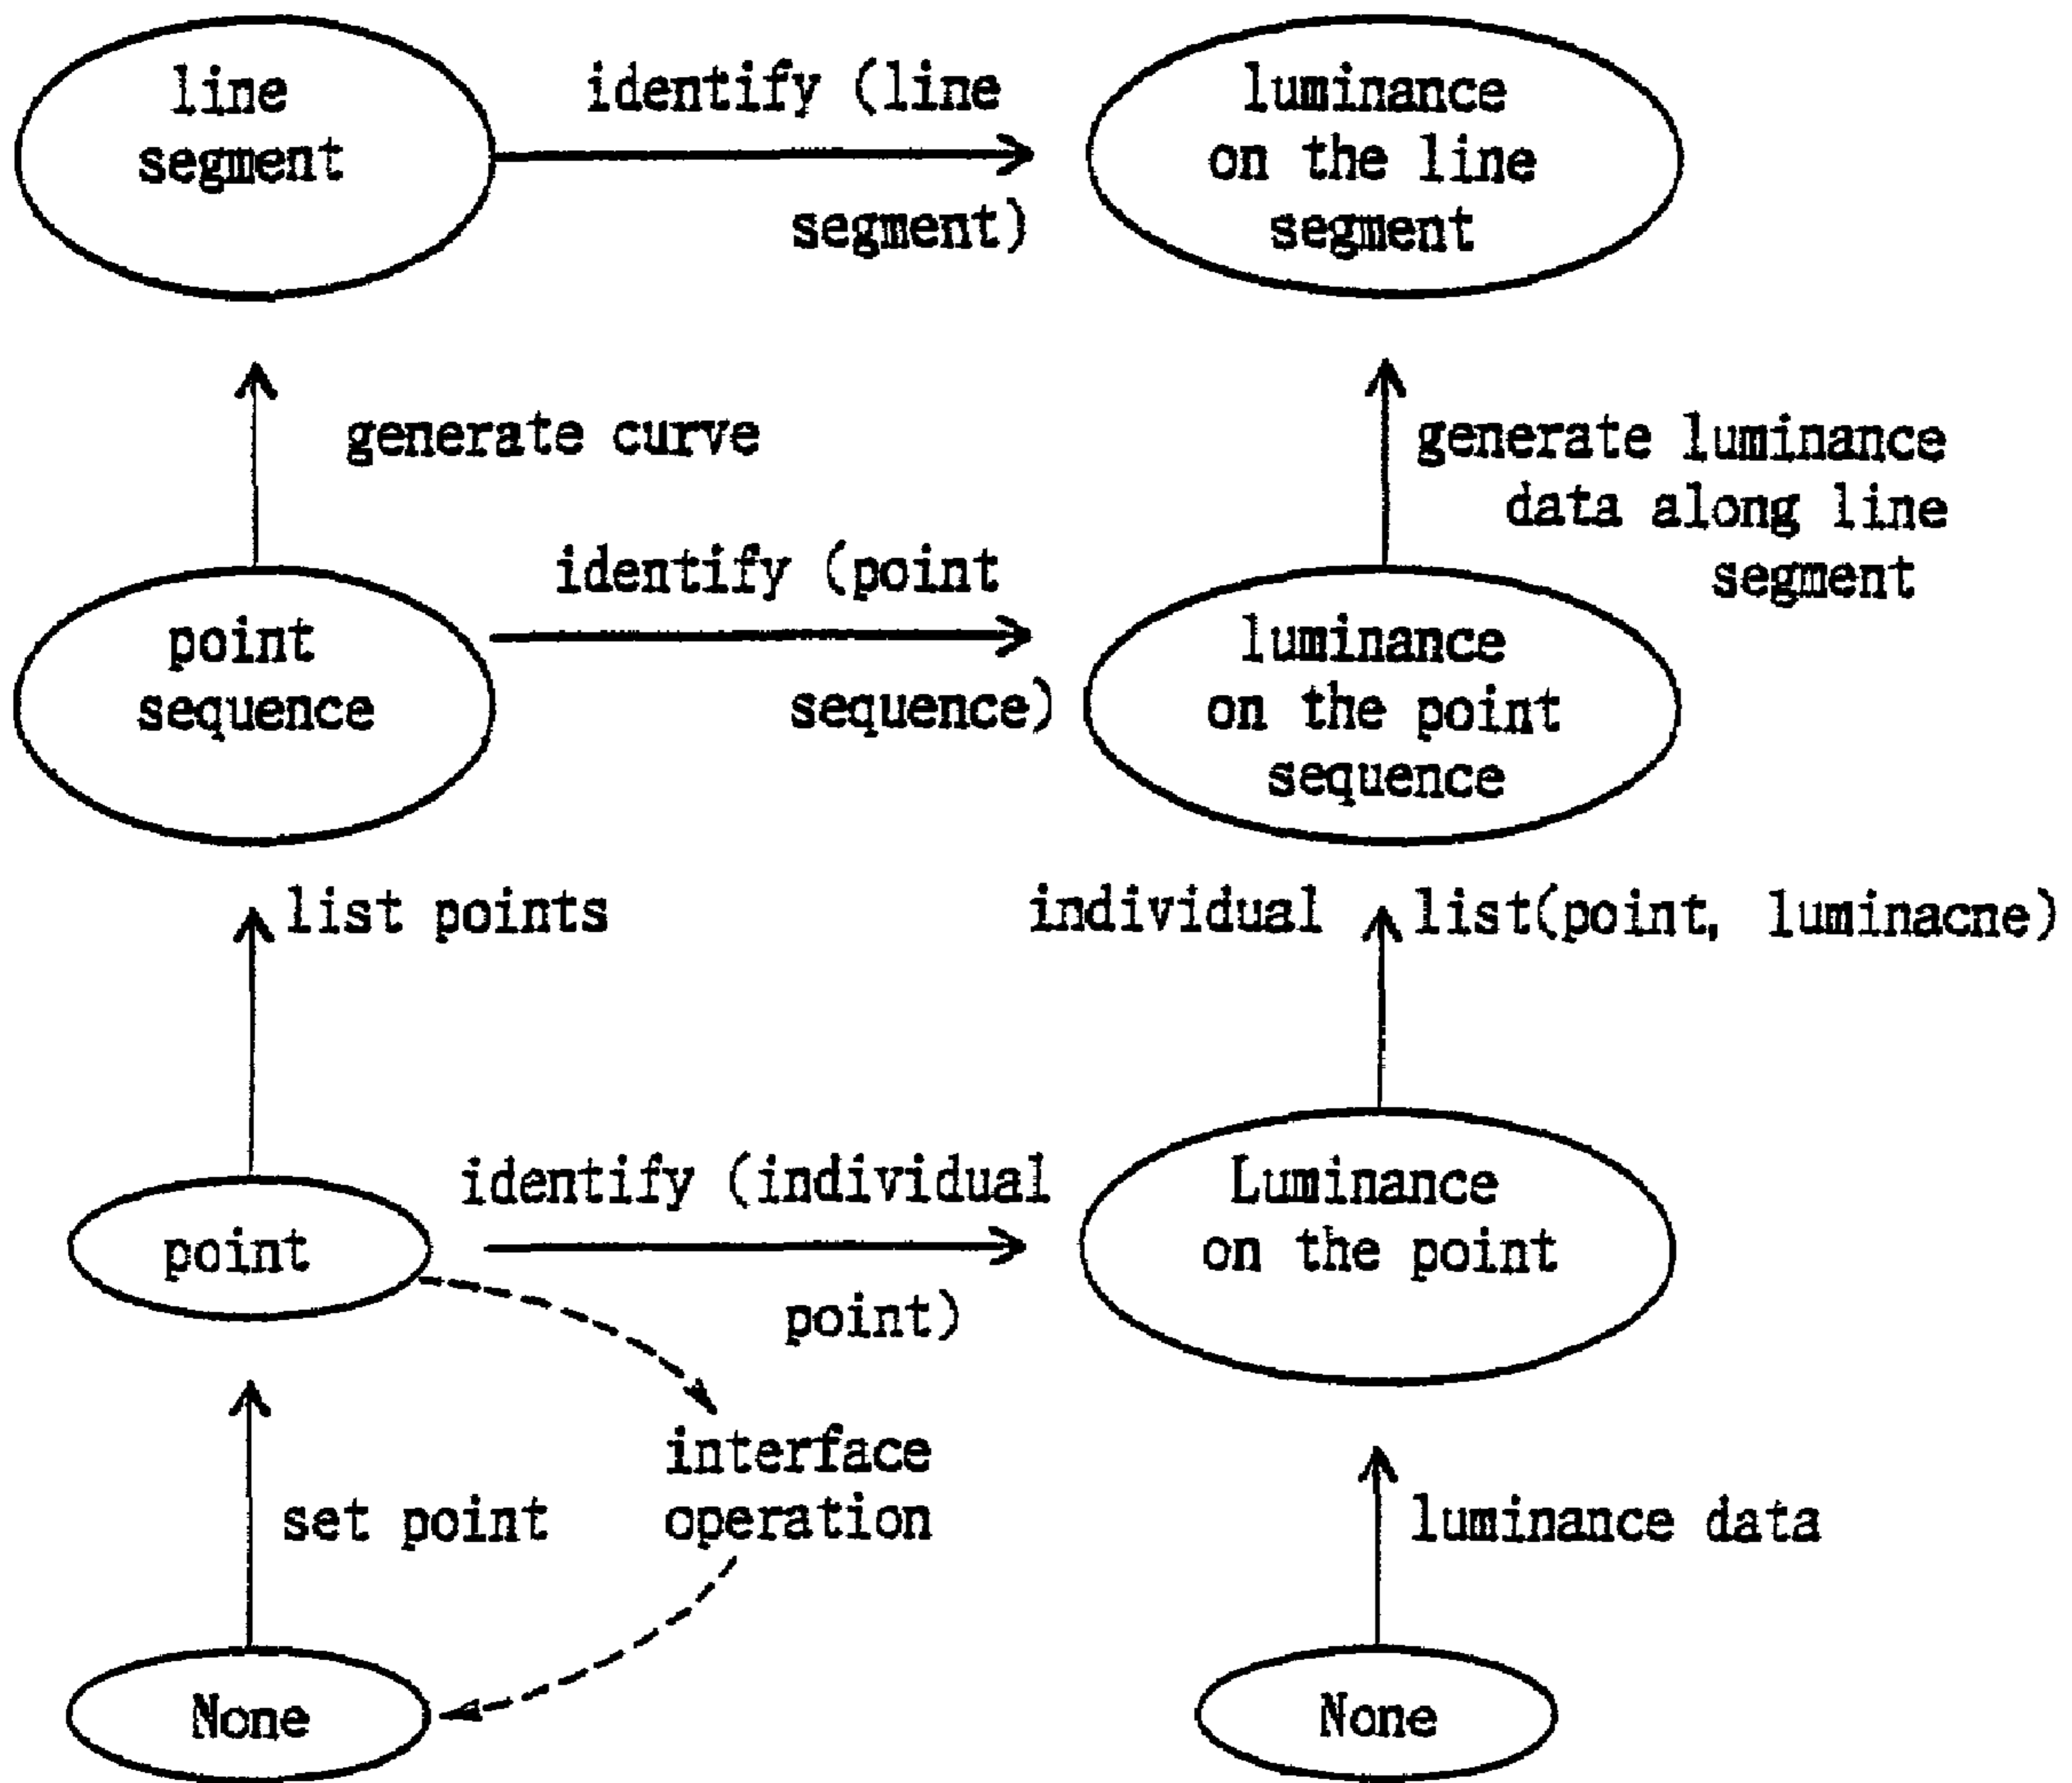 line
segment
identify (line
segment)
luminance
on the line
segment
generate curve
generate luminance
data along line
segment
point
sequence
identify (point
sequence)
luminance
on the point
sequence
list points
individual
list(point, luminacne)
point
identify (individual
point)
Luminance
on the point
set point
interface
operation
luminance data
None
None